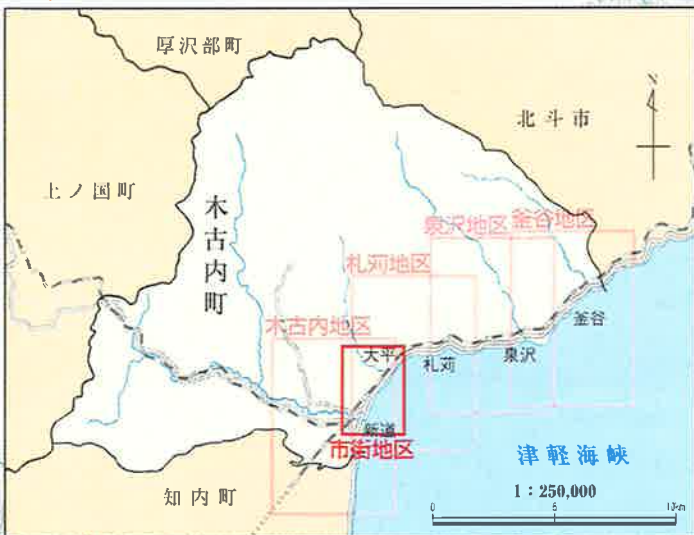 厚沢部町
北斗市
N
上ノ国町
木古内町
泉沢地区
釜谷地区
札苅地区
木古内地区
釜谷
大平
札苅
泉沢
新道
市街地区
津軽海峡
知内町
1：250,000
0
5
10km